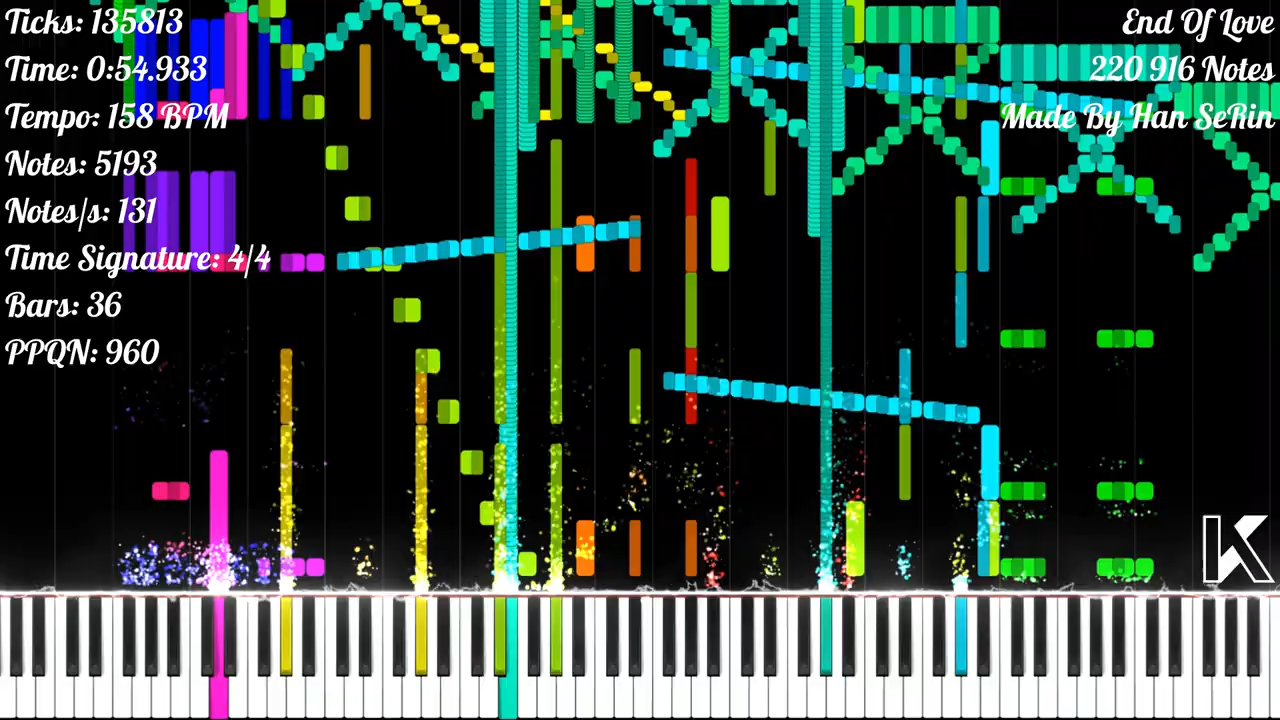 Ticks: 135813
Time: 0:54.933
Tempo: 158 BPM
Notes: 5193
Notes/s: 131
Time Signature: 4/4
Bars: 36
PPQN: 960
End Of Love
220 916 Notes
Made By Han SeRin
K